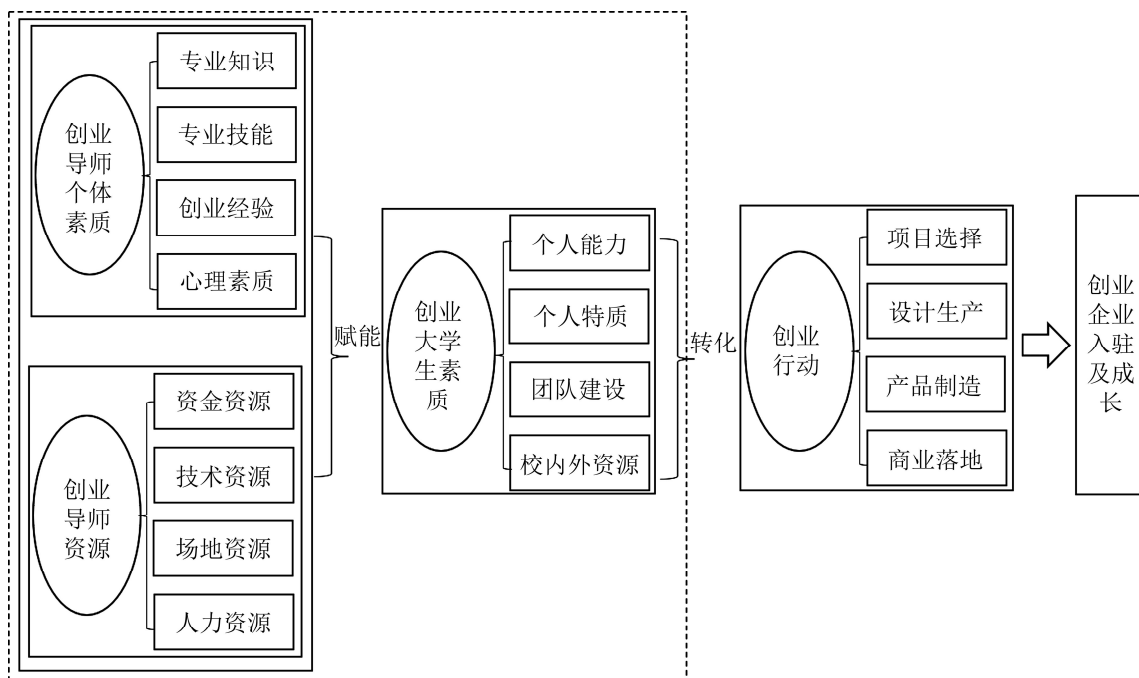 创业
导师
个体
素质
专业知识
专业技能
创业经验
心理素质
创业
导师
资源
资金资源
技术资源
场地资源
人力资源
赋能
创业
大学
生素
质
个人能力
个人特质
团队建设
校内外资源
转化
创业
行动
项目选择
设计生产
产品制造
商业落地
创业
企业
入驻
及成
长